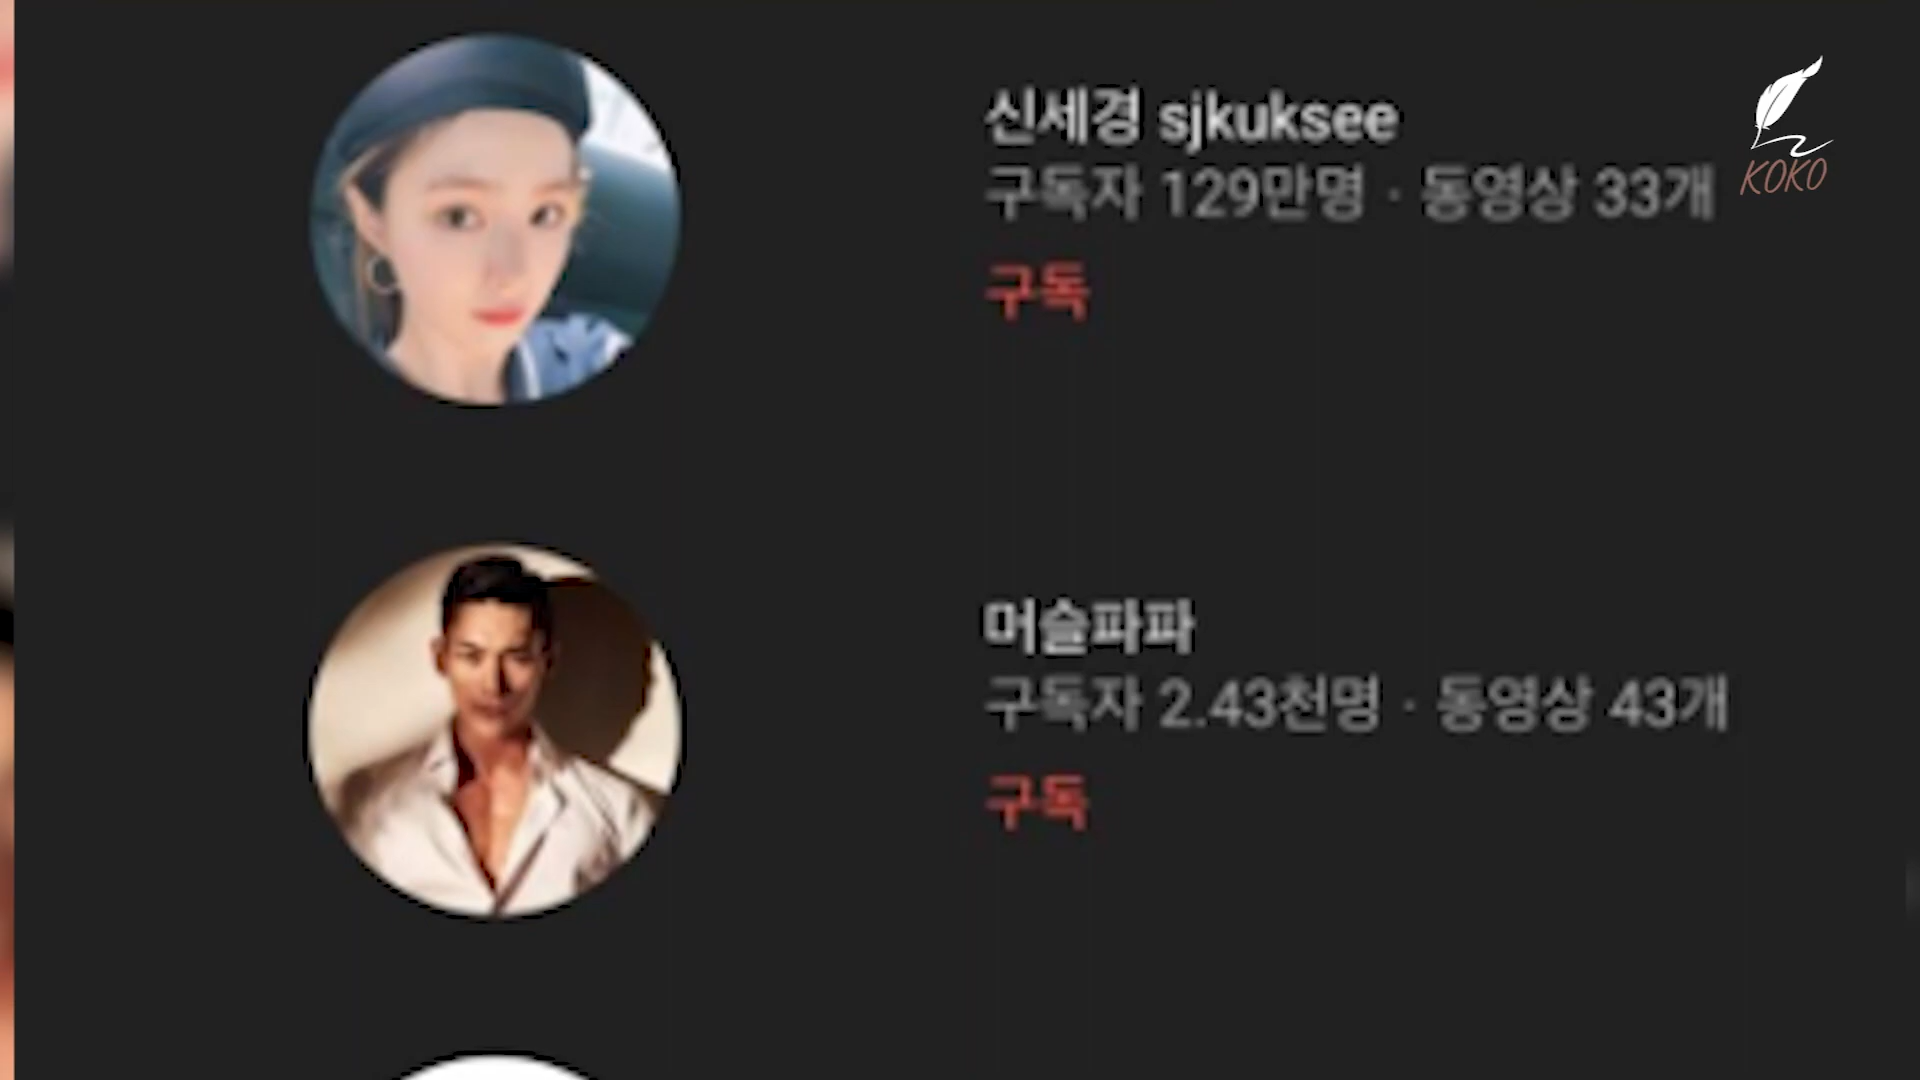 신세경 sjkuksee
구독자 129만명 · 동영상 33개
구독
KOKO
머슬파파
구독자 2.43천명 · 동영상 43개
구독